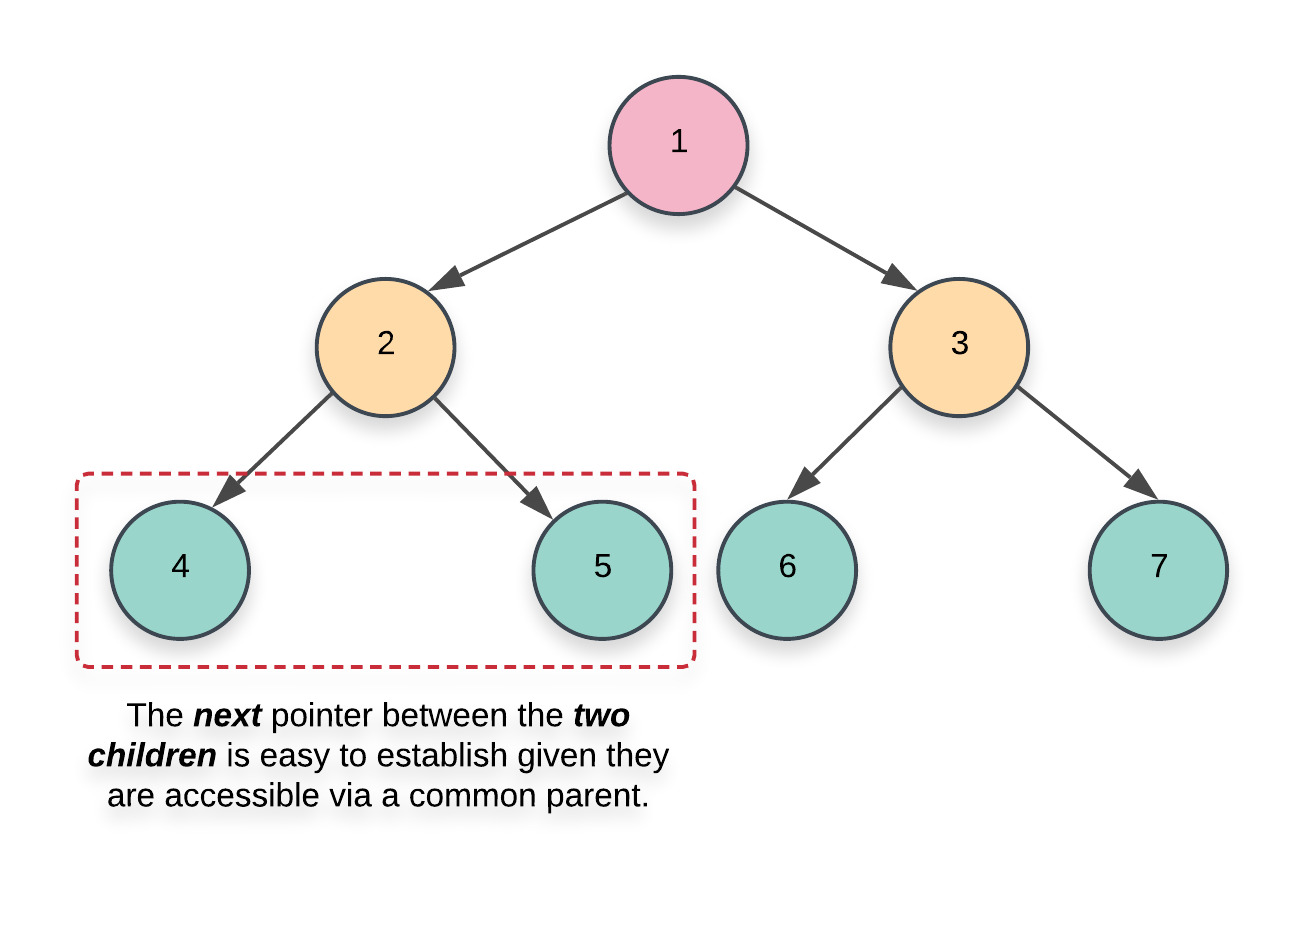 1
2
3
4
5
6
7
The next pointer between the two
children is easy to establish given they
are accessible via a common parent.